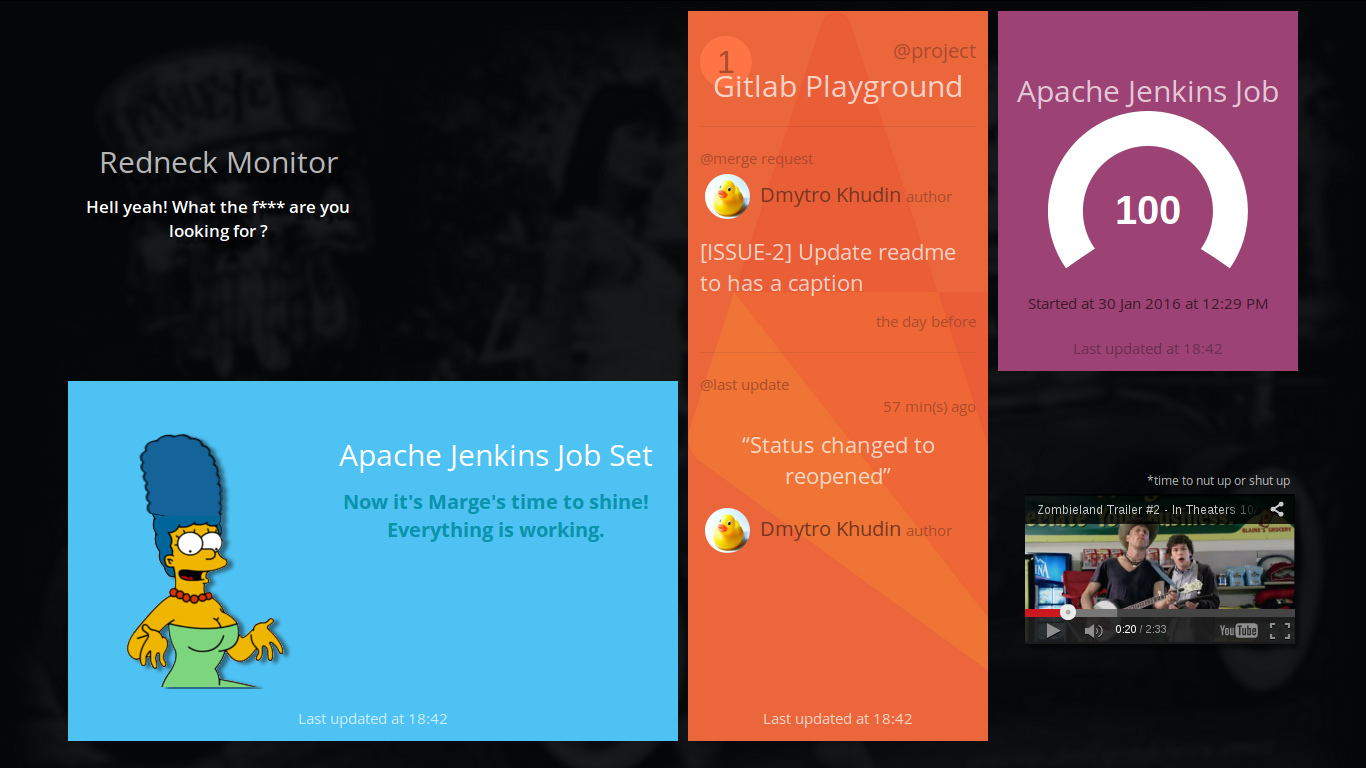 Redneck Monitor
Hell yeah! What the f*** are you
looking for ?
Apache Jenkins Job Set
Now it's Marge's time to shine!
Everything is working.
Last updated at 18:42
1
@project
Gitlab Playground
@merge request
Dmytro Khudin author
[ISSUE-2] Update readme
to has a caption
the day before
@last update
57 min(s) ago
“Status changed to
reopened”
Dmytro Khudin author
Last updated at 18:42
Apache Jenkins Job
100
Started at 30 Jan 2016 at 12:29 PM
Last updated at 18:42
*time to nut up or shut up
Zombieland Trailer #2 - In Theaters 10/
BLAINE'S GROCERY
0:20 / 2:33
YouTube